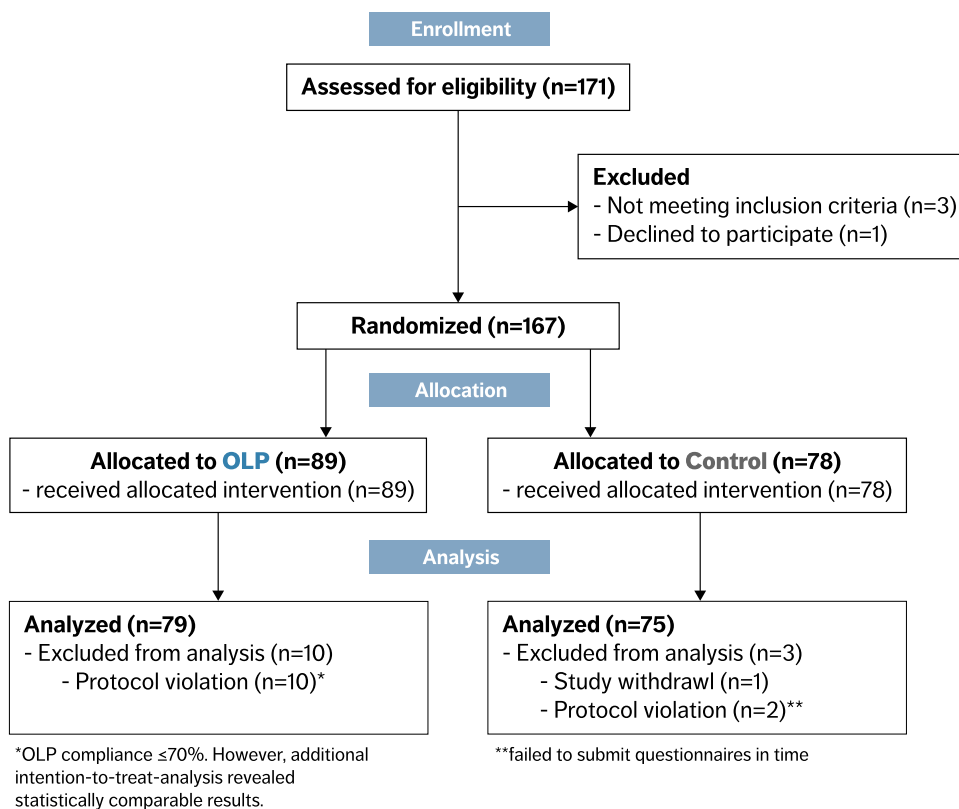 Enrollment
Assessed for eligibility (n=171)
Excluded
- Not meeting inclusion criteria (n=3)
- Declined to participate (n=1)
Randomized (n=167)
Allocation
Allocated to OLP (n=89)
- received allocated intervention (n=89)
Allocated to Control (n=78)
- received allocated intervention (n=78)
Analysis
Analyzed (n=79)
- Excluded from analysis (n=10)
- Protocol violation (n=10)*
*OLP compliance ≤70%. However, additional
intention-to-treat-analysis revealed
statistically comparable results.
Analyzed (n=75)
- Excluded from analysis (n=3)
- Study withdrawl (n=1)
- Protocol violation (n=2)**
**failed to submit questionnaires in time